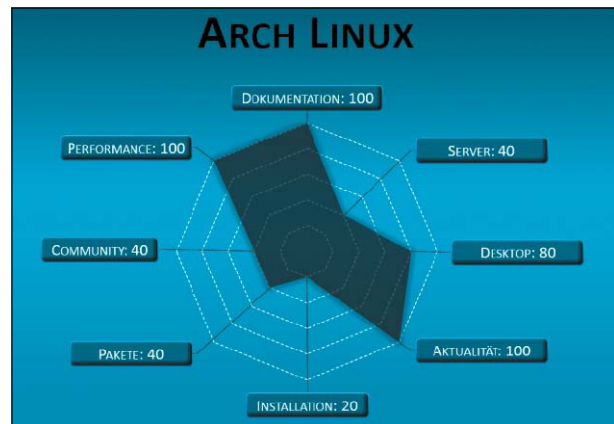 Arch Linux
Dokumentation: 100
Performance: 100
Server: 40
Community: 40
Desktop: 80
Pakete: 40
Aktualität: 100
Installation: 20